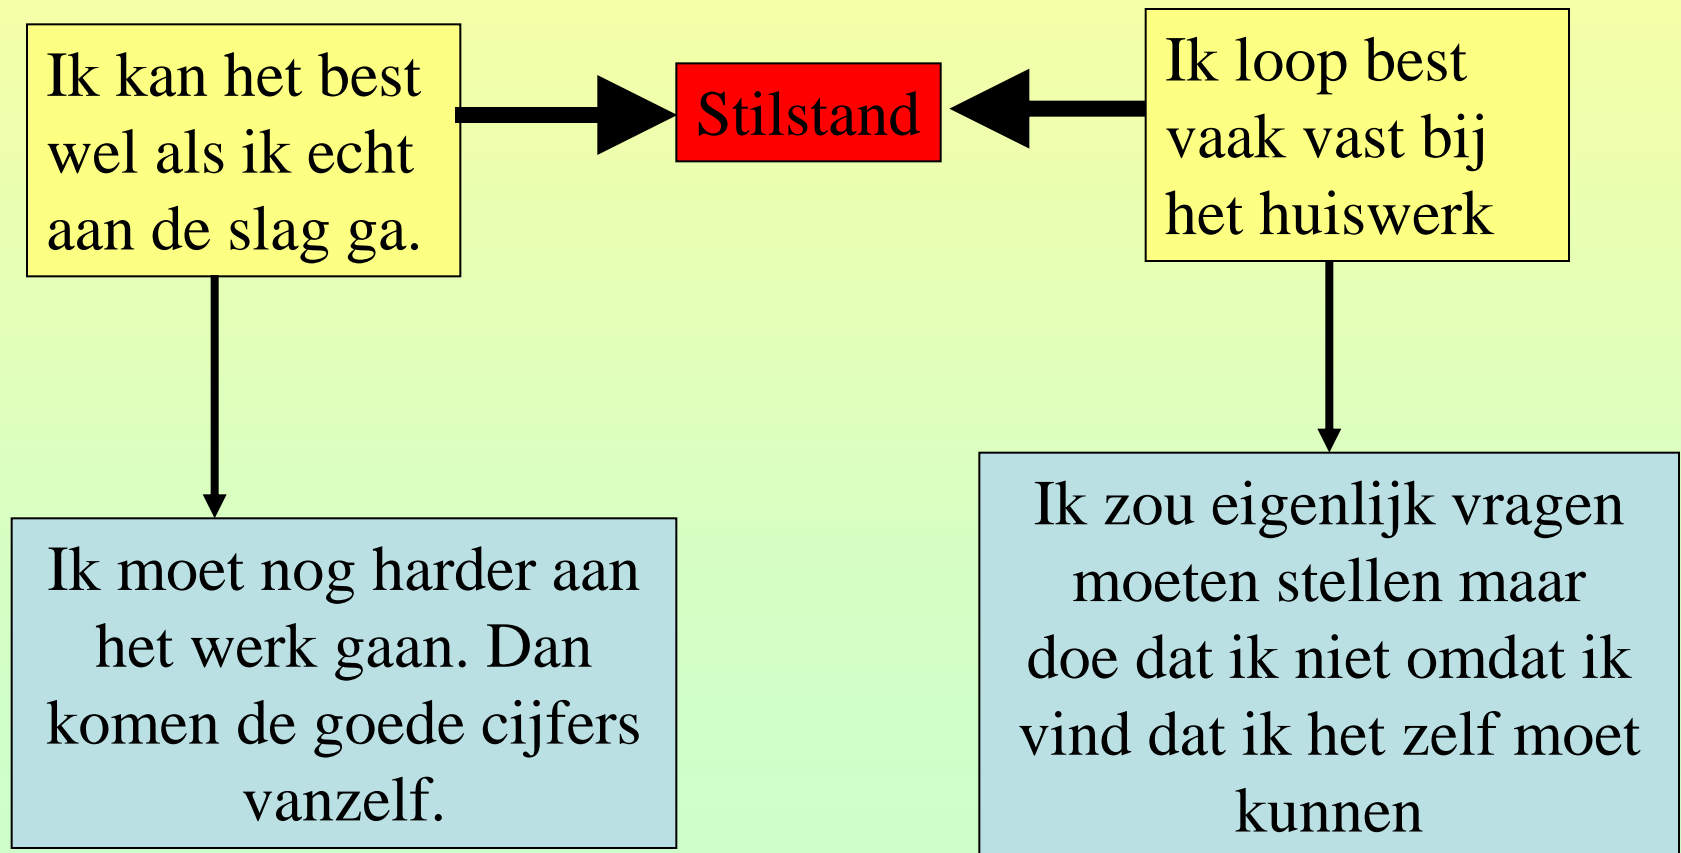 Ik kan het best
wel als ik echt
aan de slag ga.
Stilstand
Ik loop best
vaak vast bij
het huiswerk
Ik moet nog harder aan
het werk gaan. Dan
komen de goede cijfers
vanzelf.
Ik zou eigenlijk vragen
moeten stellen maar
doe dat ik niet omdat ik
vind dat ik het zelf moet
kunnen